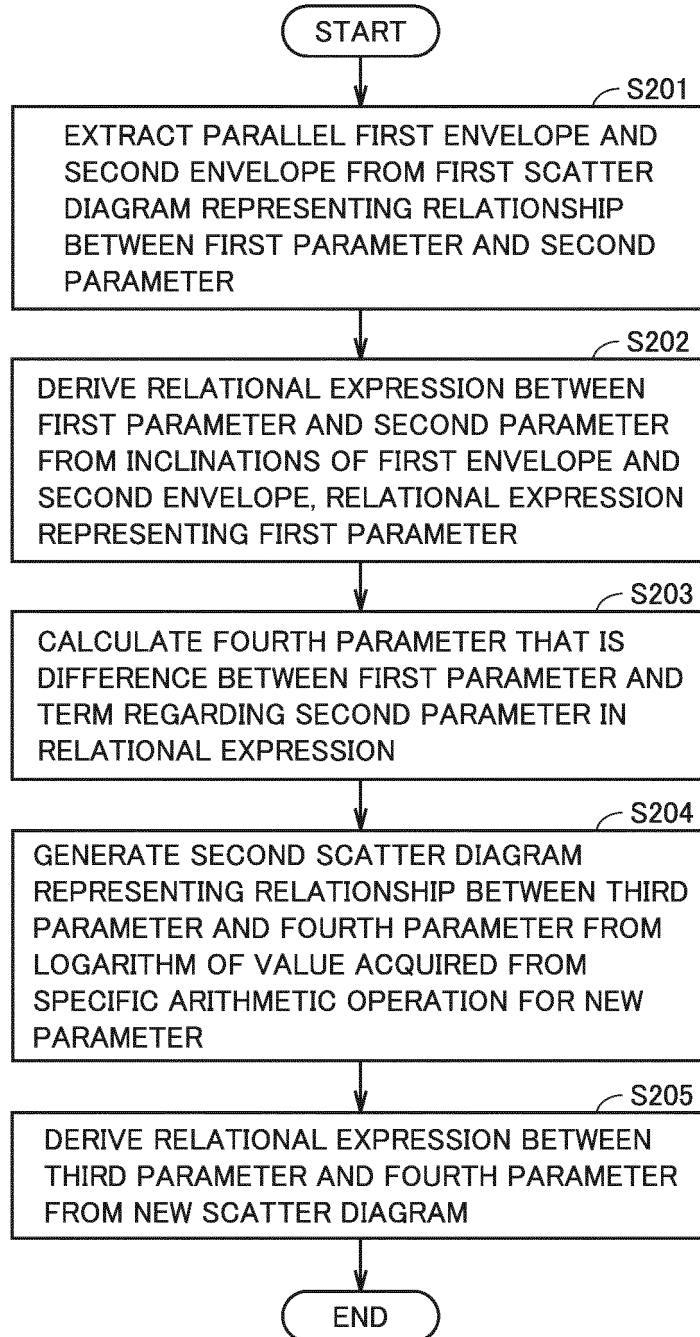 START
S201
EXTRACT PARALLEL FIRST ENVELOPE AND
SECOND ENVELOPE FROM FIRST SCATTER
DIAGRAM REPRESENTING RELATIONSHIP
BETWEEN FIRST PARAMETER AND SECOND
PARAMETER
S202
DERIVE RELATIONAL EXPRESSION BETWEEN
FIRST PARAMETER AND SECOND PARAMETER
FROM INCLINATIONS OF FIRST ENVELOPE AND
SECOND ENVELOPE, RELATIONAL EXPRESSION
REPRESENTING FIRST PARAMETER
S203
CALCULATE FOURTH PARAMETER THAT IS
DIFFERENCE BETWEEN FIRST PARAMETER AND
TERM REGARDING SECOND PARAMETER IN
RELATIONAL EXPRESSION
S204
GENERATE SECOND SCATTER DIAGRAM
REPRESENTING RELATIONSHIP BETWEEN THIRD
PARAMETER AND FOURTH PARAMETER FROM
LOGARITHM OF VALUE ACQUIRED FROM
SPECIFIC ARITHMETIC OPERATION FOR NEW
PARAMETER
S205
DERIVE RELATIONAL EXPRESSION BETWEEN
THIRD PARAMETER AND FOURTH PARAMETER
FROM NEW SCATTER DIAGRAM
END